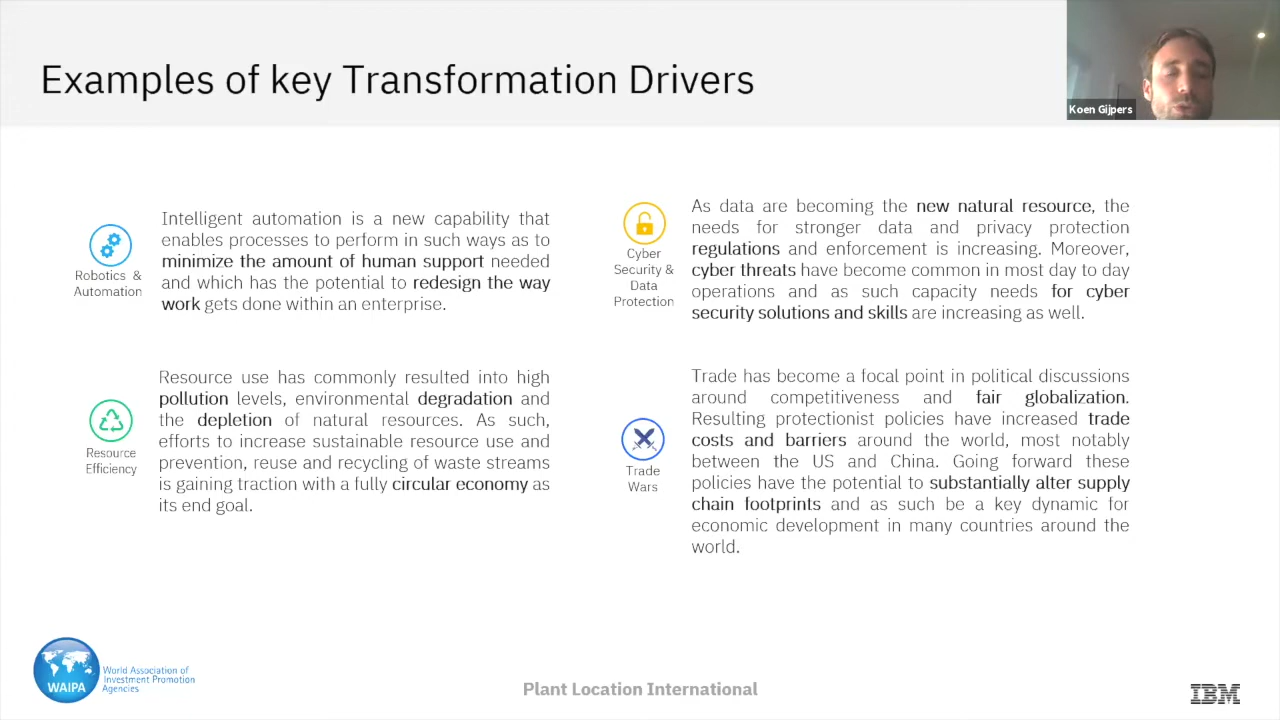 Examples of key Transformation Drivers
Koen Gijpers
Robotics &
Automation
Intelligent automation is a new capability that
enables processes to perform in such ways as to
minimize the amount of human support needed
and which has the potential to redesign the way
work gets done within an enterprise.
Cyber
Security &
Data
Protection
As data are becoming the new natural resource, the
needs for stronger data and privacy protection
regulations and enforcement is increasing. Moreover,
cyber threats have become common in most day to day
operations and as such capacity needs for cyber
security solutions and skills are increasing as well.
Resource
Efficiency
Resource use has commonly resulted into high
pollution levels, environmental degradation and
the depletion of natural resources. As such,
efforts to increase sustainable resource use and
prevention, reuse and recycling of waste streams
is gaining traction with a fully circular economy as
its end goal.
Trade
Wars
Trade has become a focal point in political discussions
around competitiveness and fair globalization.
Resulting protectionist policies have increased trade
costs and barriers around the world, most notably
between the US and China. Going forward these
policies have the potential to substantially alter supply
chain footprints and as such be a key dynamic for
economic development in many countries around the
world.
WAIPA
World Association of
Investment Promotion
Agencies
Plant Location International
IBM